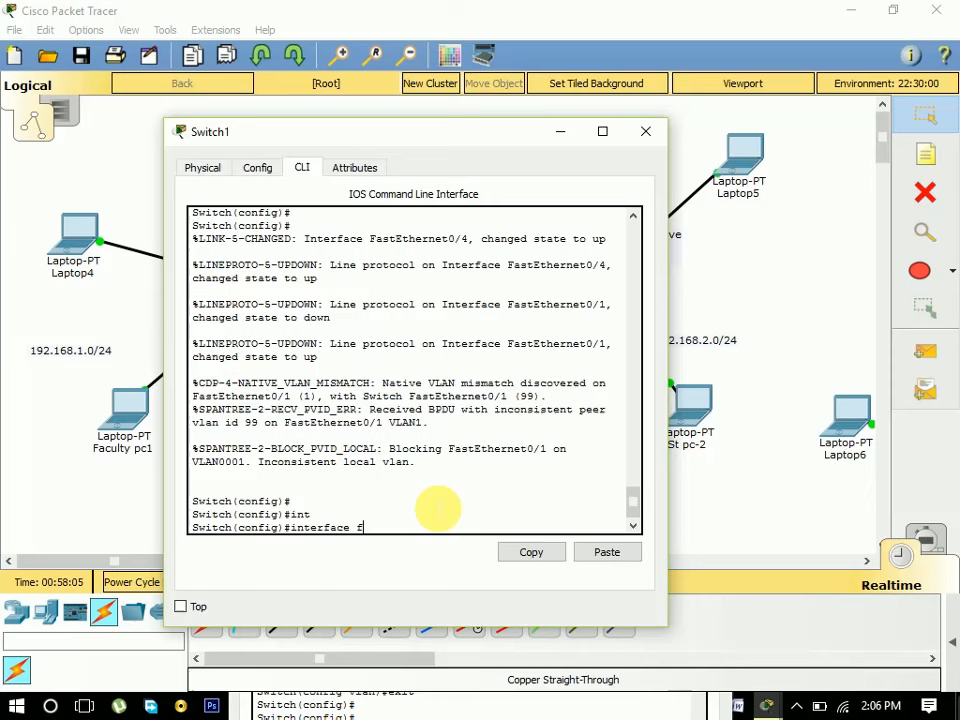 Cisco Packet Tracer
File Edit Options View Tools Extensions Help
Logical Back [Root] New Cluster Move Object Set Tiled Background Viewport Environment: 22:30:00
Switch1
Physical Config CLI Attributes
IOS Command Line Interface
Switch(config)#
Switch(config)#
%LINK-5-CHANGED: Interface FastEthernet0/4, changed state to up
%LINEPROTO-5-UPDOWN: Line protocol on Interface FastEthernet0/4,
changed state to up
%LINEPROTO-5-UPDOWN: Line protocol on Interface FastEthernet0/1,
changed state to down
%LINEPROTO-5-UPDOWN: Line protocol on Interface FastEthernet0/1,
changed state to up
%CDP-4-NATIVE_VLAN_MISMATCH: Native VLAN mismatch discovered on
FastEthernet0/1 (1), with Switch FastEthernet0/1 (99).
%SPANTREE-2-RECV_PVID_ERR: Received BPDU with inconsistent peer
vlan id 99 on FastEthernet0/1 VLAN1.
%SPANTREE-2-BLOCK_PVID_LOCAL: Blocking FastEthernet0/1 on
VLAN0001. Inconsistent local vlan.
Switch(config)#
Switch(config)#int
Switch(config)#interface f
Copy Paste
Top
Laptop-PT
Laptop4
192.168.1.0/24
Laptop-PT
Faculty pc1
Laptop-PT
Laptop5
ve
2.168.2.0/24
aptop-PT
St pc-2
Laptop-PT
Laptop6
Time: 00:58:05 Power Cycle
Realtime
Copper Straight-Through
Switch(config-vlan)#exit
Switch(config)#
Switch(config)#
Ps
2:06 PM